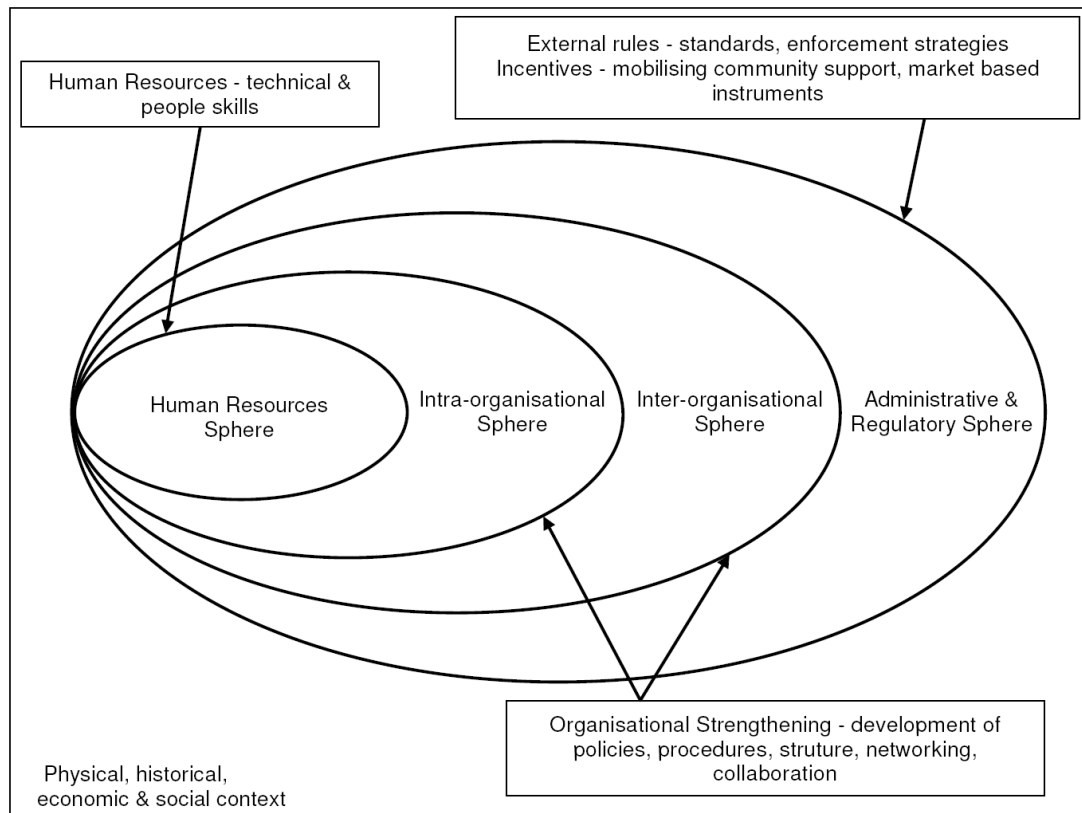 External rules - standards, enforcement strategies
Incentives - mobilising community support, market based
instruments
Human Resources - technical &
people skills
Human Resources
Sphere
Intra-organisational
Sphere
Inter-organisational
Sphere
Administrative &
Regulatory Sphere
Organisational Strengthening - development of
policies, procedures, struture, networking,
collaboration
Physical, historical,
economic & social context